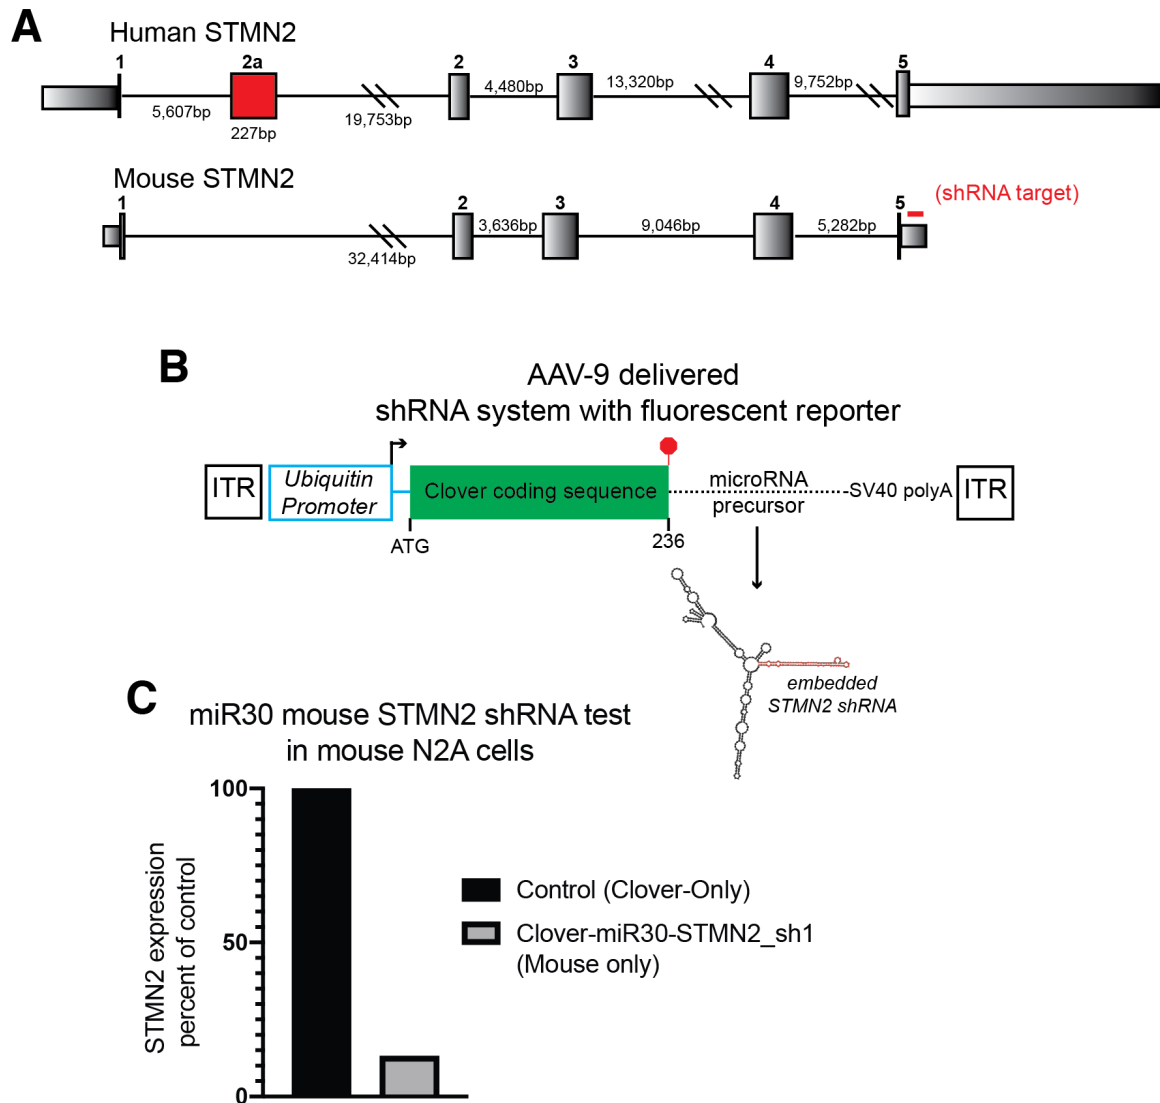 A
Human STMN2
1 2a 2 3 4 5
5,607bp 227bp 19,753bp 4,480bp 13,320bp 9,752bp
Mouse STMN2
(shRNA target)
1 2 3 4 5
32,414bp 3,636bp 9,046bp 5,282bp
B
AAV-9 delivered
shRNA system with fluorescent reporter
ITR
Ubiquitin
Promoter
Clover coding sequence
microRNA
precursor
SV40 polyA
ITR
ATG
236
embedded
STMN2 shRNA
C
miR30 mouse STMN2 shRNA test
in mouse N2A cells
STMN2 expression
percent of control
100
50
0
Control (Clover-Only)
Clover-miR30-STMN2_sh1
(Mouse only)